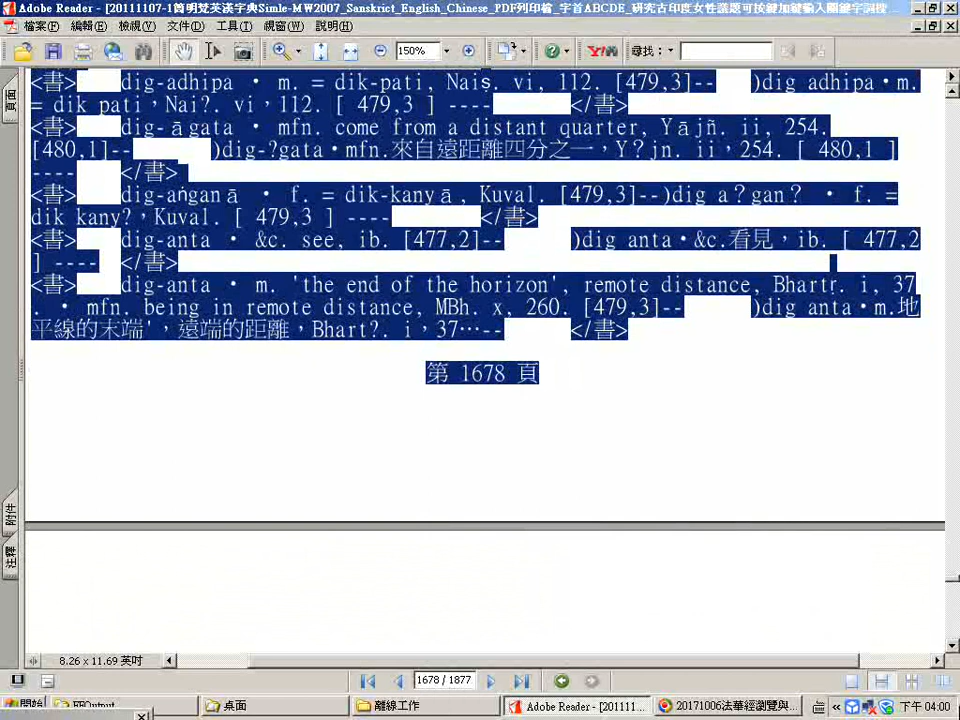 Adobe Reader - [20111107-1簡明梵英漢字典Simle-MW2007_Sanskrict_English_Chinese_PDF列印檔_字首ABCDE_研究古印度女性議題可按鍵加鍵輸入關鍵字詞搜...
檔案(F) 編輯(E) 檢視(V) 文件(D) 工具(T) 視窗(W) 說明(H)
150% Y! 尋找：
頁面
<書> dig-adhipa • m. = dik-pati, Naiṣ. vi, 112. [479,3]-- )dig adhipa•m.
= dik pati，Nai?. vi，112. [ 479,3 ] ---- </書>
<書> dig-āgata • mfn. come from a distant quarter, Yājñ. ii, 254.
[480,1]-- )dig-?gata•mfn.來自遠距離四分之一，Y？jn. ii，254. [ 480,1 ]
---- </書>
<書> dig-aṅganā • f. = dik-kanyā, Kuval. [479,3]--)dig a？gan？ • f. =
dik kany?，Kuval. [ 479,3 ] ---- </書>
<書> dig-anta • &c. see, ib. [477,2]-- )dig anta•&c.看見，ib. [ 477,2
] ---- </書>
<書> dig-anta • m. 'the end of the horizon', remote distance, Bhartṛ. i, 37
. • mfn. being in remote distance, MBh. x, 260. [479,3]-- )dig anta•m.地
平線的末端'，遠端的距離，Bhart?. i，37…-- </書>
第 1678 頁
附件
注釋
8.26 x 11.69 英吋
1678 / 1877
開始 FFOutput 桌面 離線工作 Adobe Reader - [201111... 20171006法華經瀏覽與... 下午 04:00